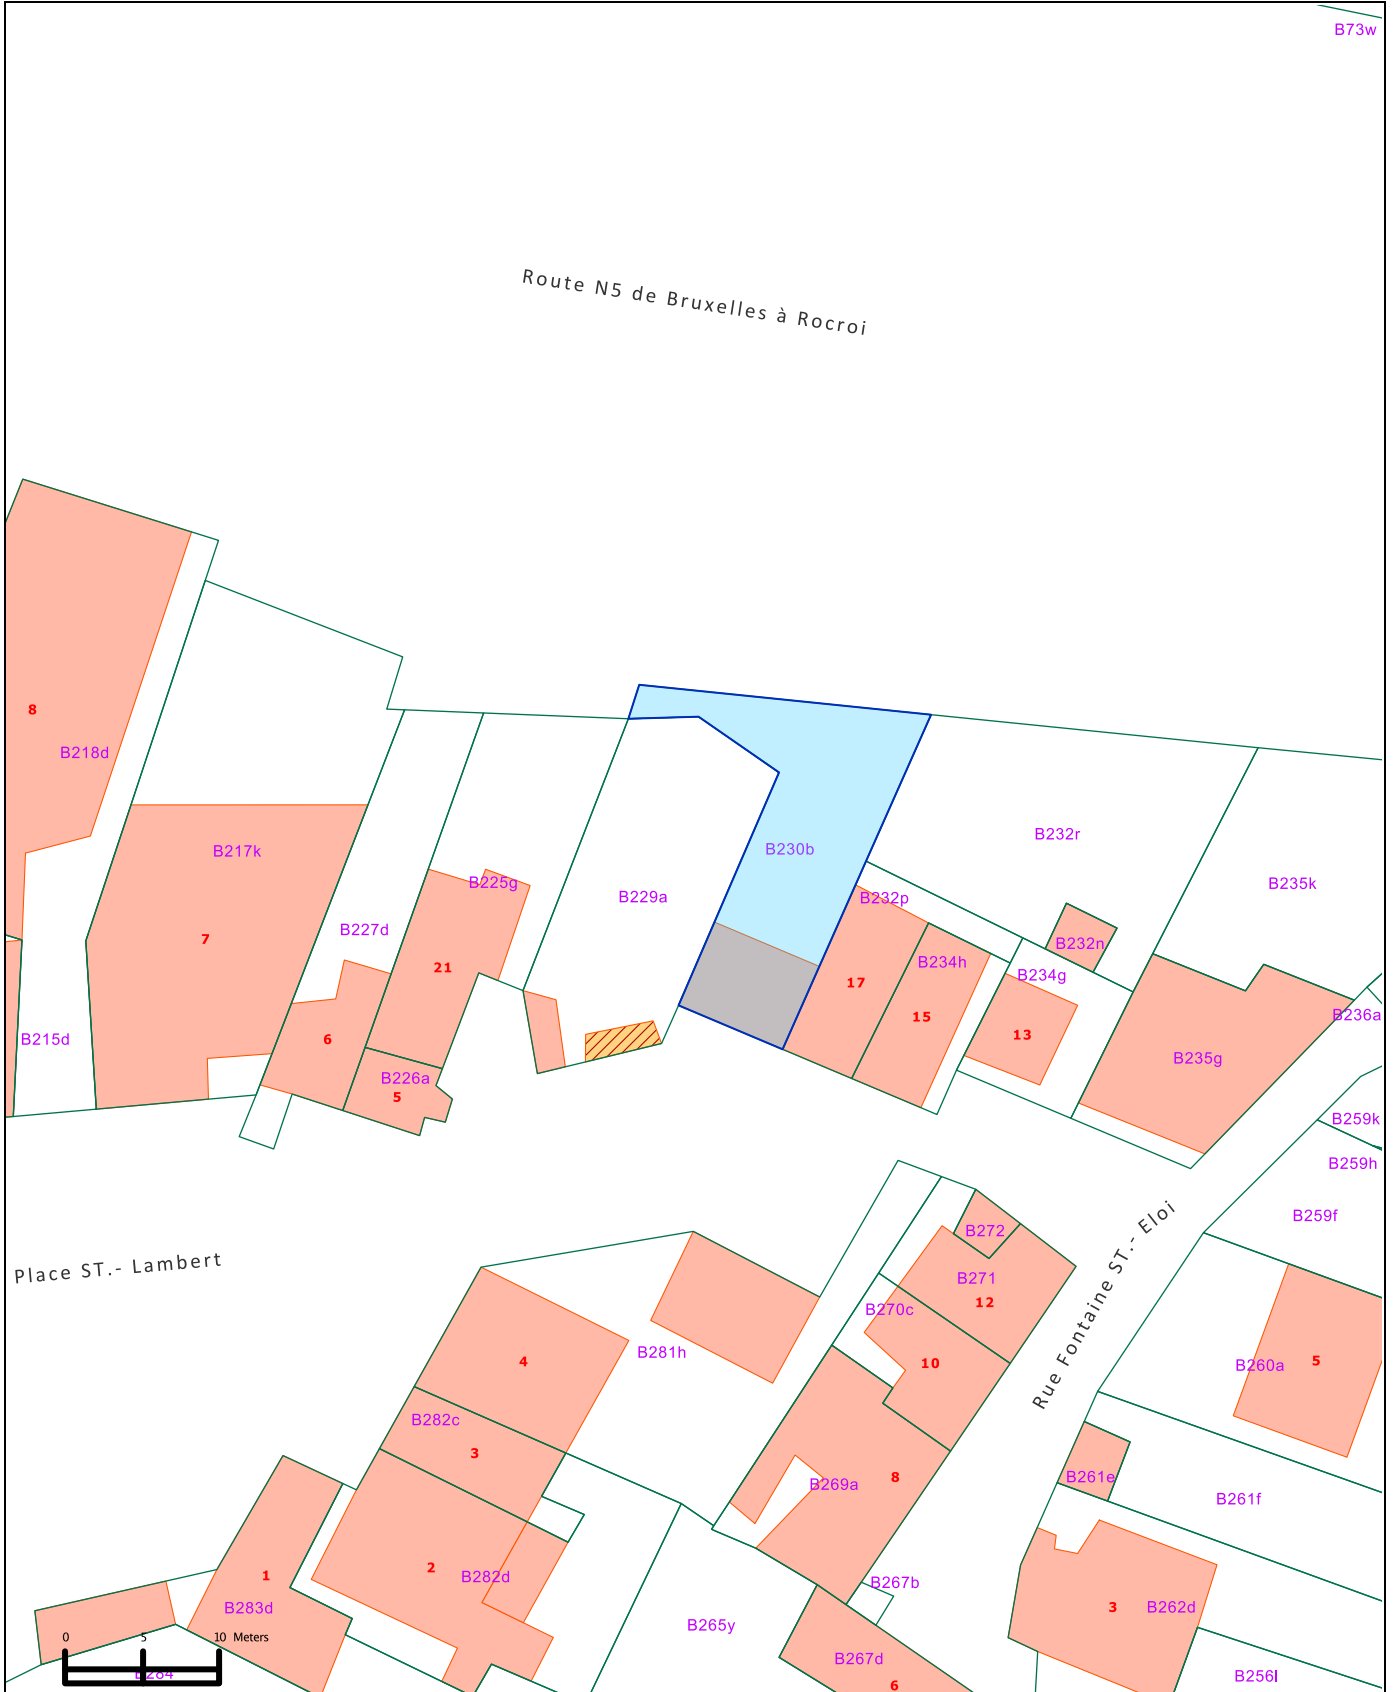 B73w
Route N5 de Bruxelles à Rocroi
8
B218d
B217k
B230b
B232r
B225g
B229a
B232p
B235k
B227d
7
21
B234h
B232n
17
B234g
15
13
B236a
B215d
6
B226a
5
B235g
B259k
B259h
B259f
Rue Fontaine ST.- Eloi
B272
Place ST.- Lambert
B271
12
B270c
10
4
B281h
B260a
5
B282c
3
B269a
8
B261e
B261f
2
B282d
1
B283d
B267b
3
B262d
B265y
0 5 10 Meters
B284
B267d
6
B256l